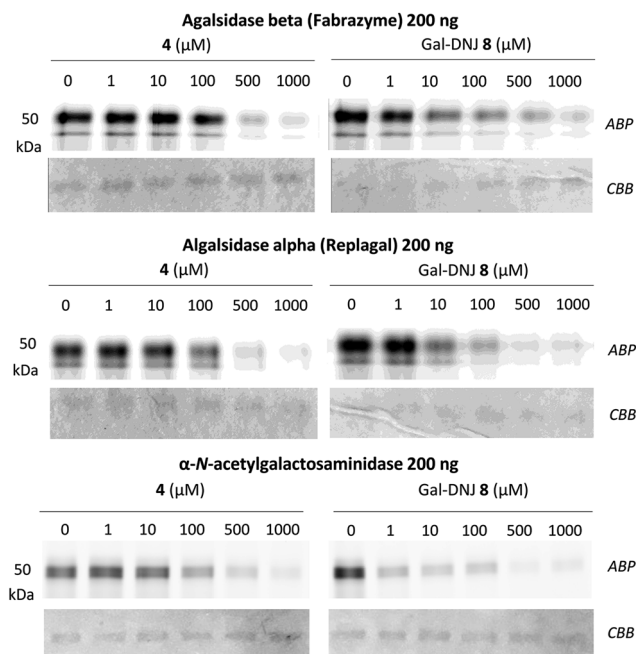 Agalsidase beta (Fabrazyme) 200 ng
4 (µM) Gal-DNJ 8 (µM)
0 1 10 100 500 1000 0 1 10 100 500 1000
50
kDa
ABP
CBB
Algalsidase alpha (Replagal) 200 ng
4 (µM) Gal-DNJ 8 (µM)
0 1 10 100 500 1000 0 1 10 100 500 1000
50
kDa
ABP
CBB
α-N-acetylgalactosaminidase 200 ng
4 (µM) Gal-DNJ 8 (µM)
0 1 10 100 500 1000 0 1 10 100 500 1000
50
kDa
ABP
CBB